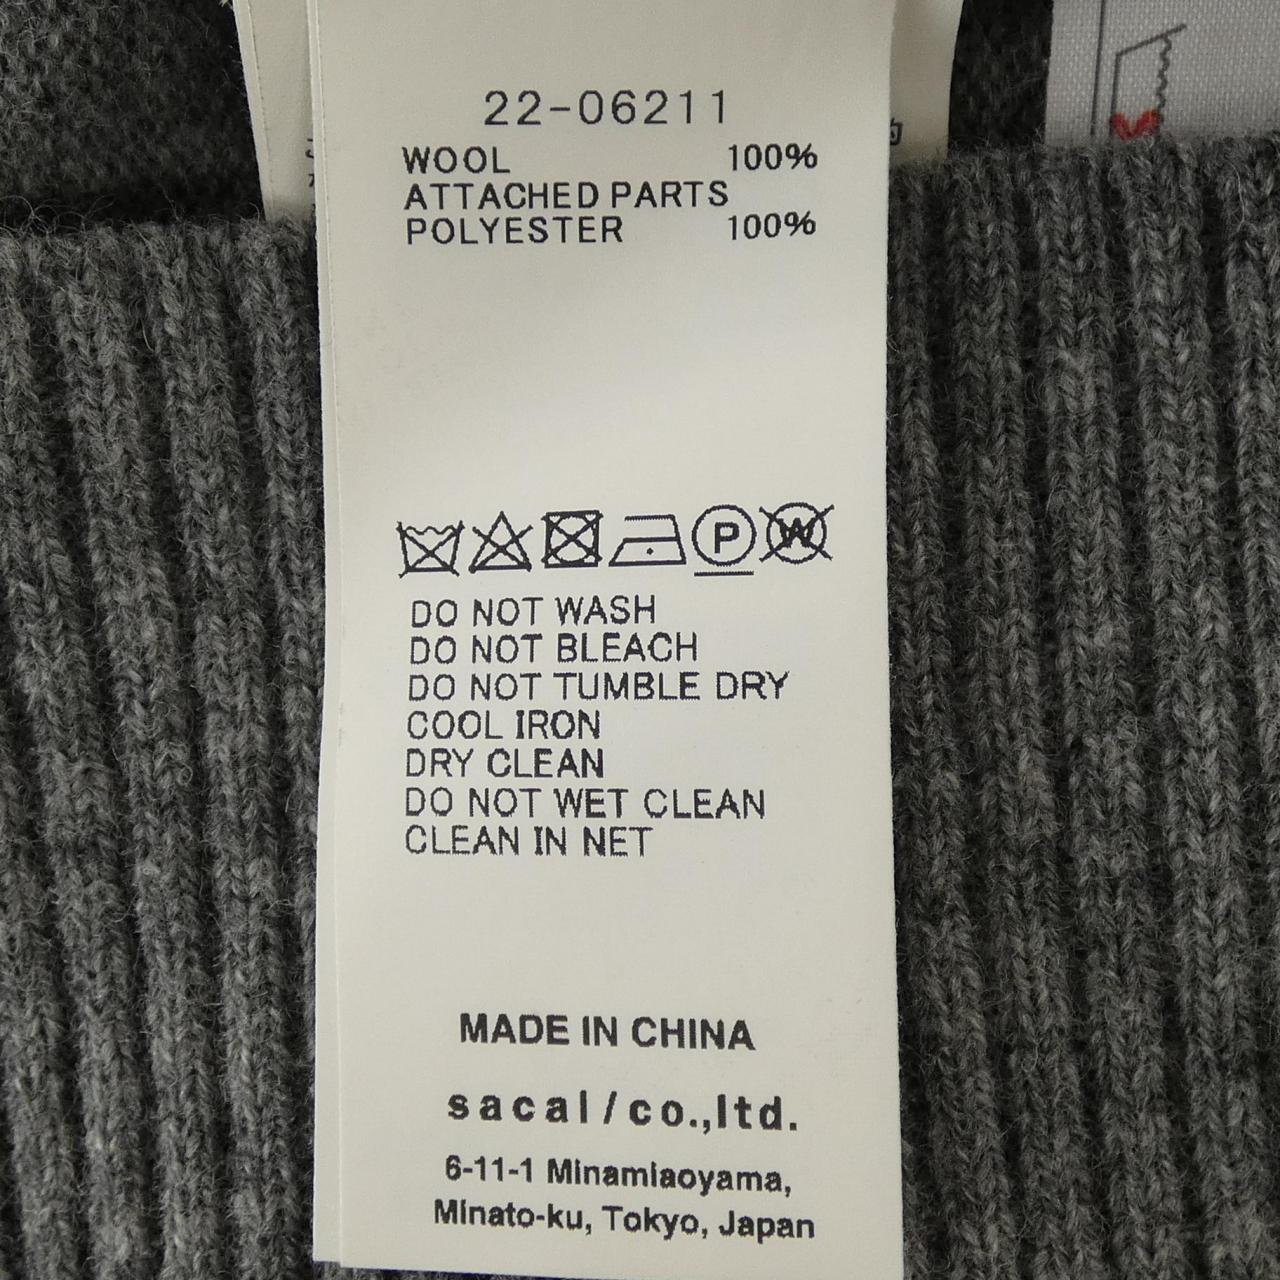 22-06211
WOOL 100%
ATTACHED PARTS
POLYESTER 100%
P W
DO NOT WASH
DO NOT BLEACH
DO NOT TUMBLE DRY
COOL IRON
DRY CLEAN
DO NOT WET CLEAN
CLEAN IN NET
MADE IN CHINA
sacal/co.,ltd.
6-11-1 Minamiaoyama,
Minato-ku, Tokyo, Japan